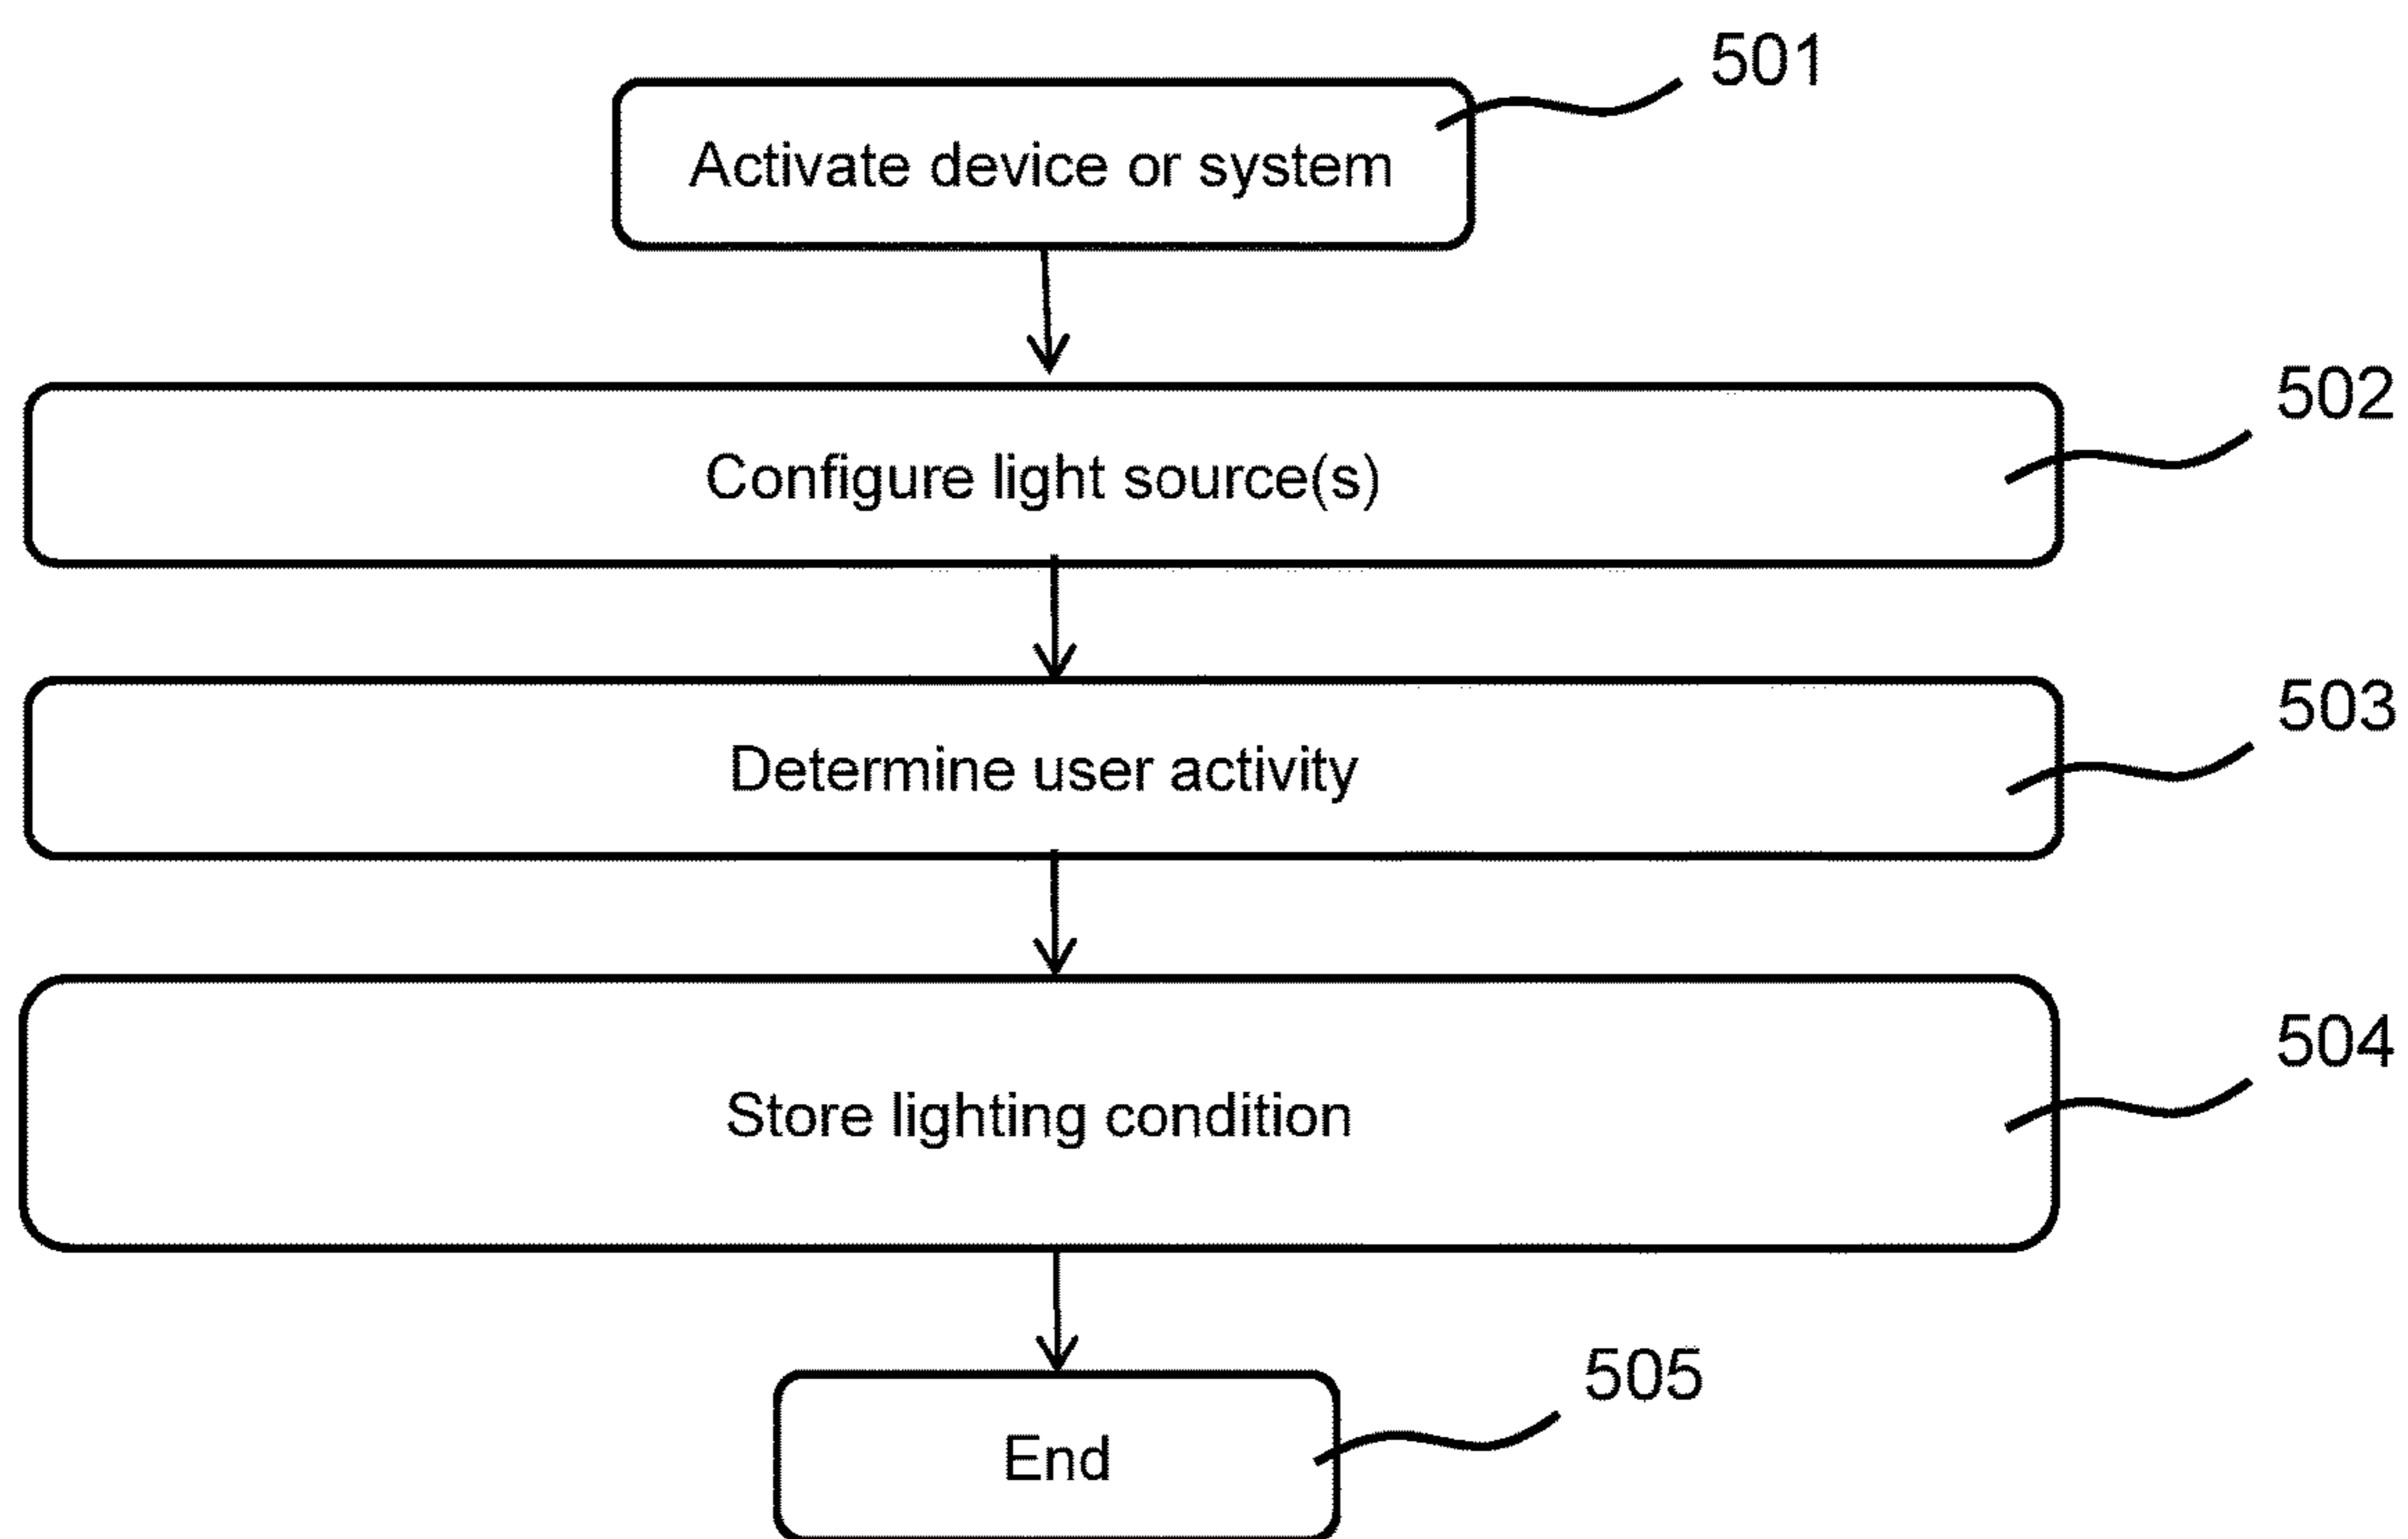 501
Activate device or system
502
Configure light source(s)
503
Determine user activity
504
Store lighting condition
505
End